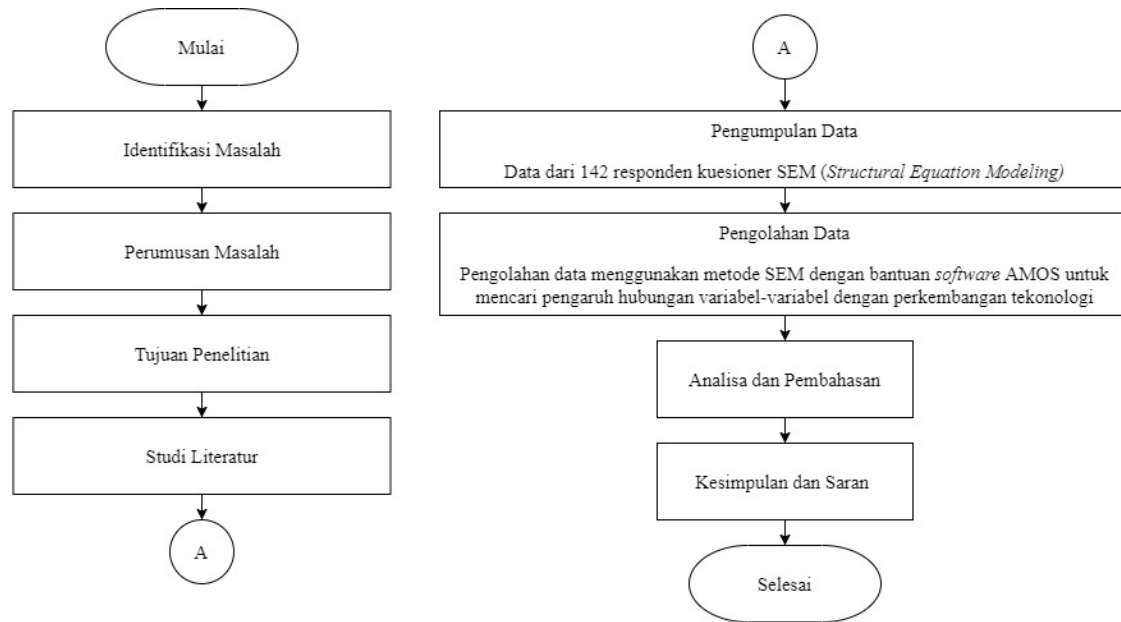 Mulai
Identifikasi Masalah
Perumusan Masalah
Tujuan Penelitian
Studi Literatur
A
A
Pengumpulan Data
Data dari 142 responden kuesioner SEM (Structural Equation Modeling)
Pengolahan Data
Pengolahan data menggunakan metode SEM dengan bantuan software AMOS untuk
mencari pengaruh hubungan variabel-variabel dengan perkembangan tekonologi
Analisa dan Pembahasan
Kesimpulan dan Saran
Selesai